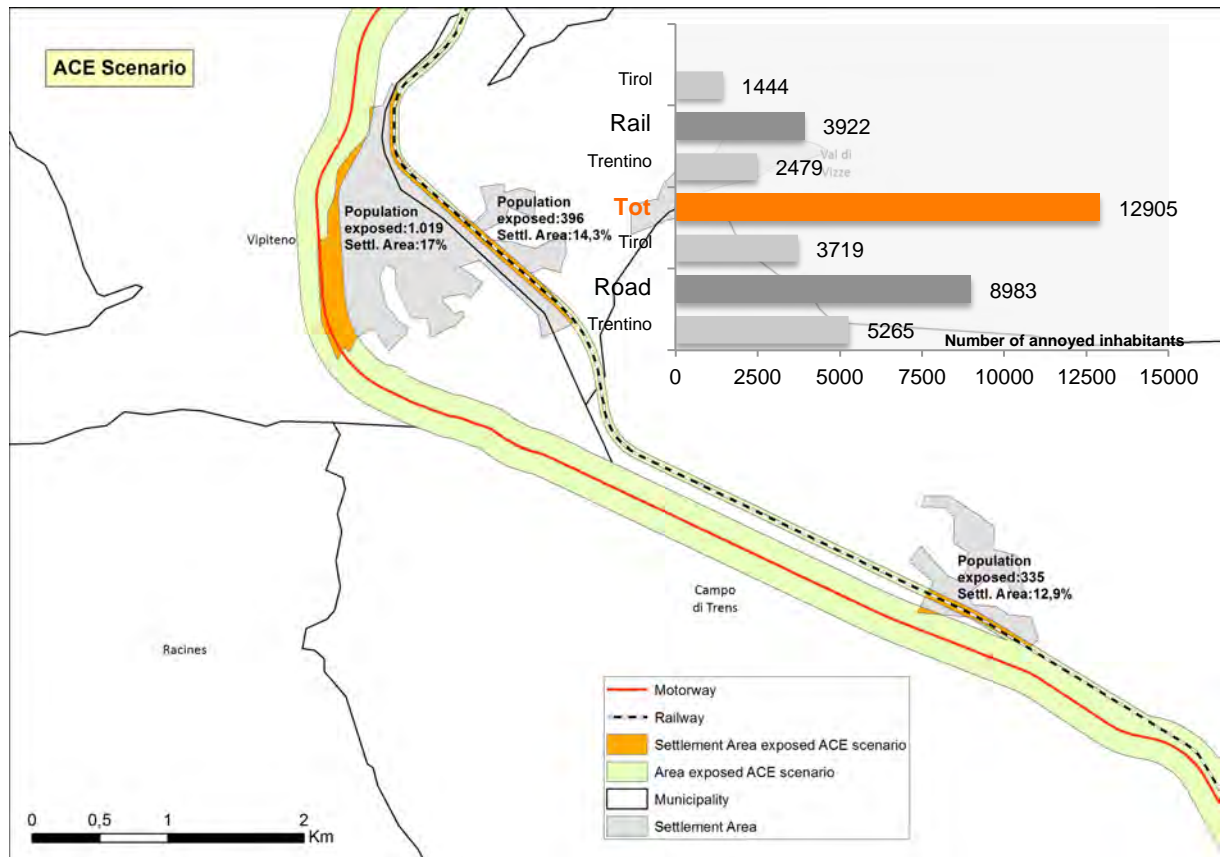 ACE Scenario
Tirol
1444
Rail
3922
Trentino
2479
Val di
Vizze
Tot
12905
Tirol
3719
Road
8983
Trentino
5265
Number of annoyed inhabitants
0 2500 5000 7500 10000 12500 15000
Population
exposed:396
Settl. Area:14,3%
Population
exposed:1.019
Settl. Area:17%
Vipiteno
Population
exposed:335
Settl. Area:12,9%
Campo
di Trens
Racines
Motorway
Railway
Settlement Area exposed ACE scenario
Area exposed ACE scenario
Municipality
Settlement Area
0 0,5 1 2
Km